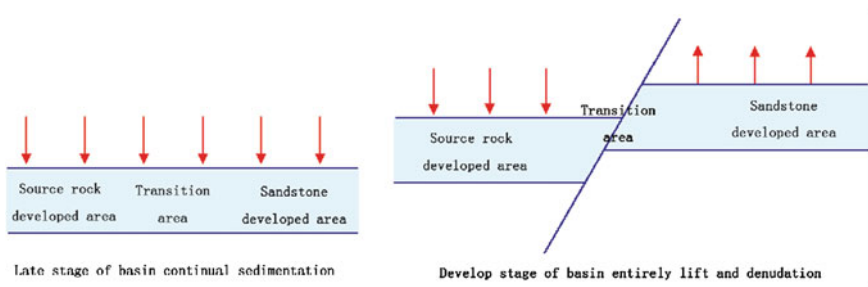 Source rock
developed area
Transition
area
Sandstone
developed area
Late stage of basin continual sedimentation
Source rock
developed area
Transition
area
Sandstone
developed area
Develop stage of basin entirely lift and denudation